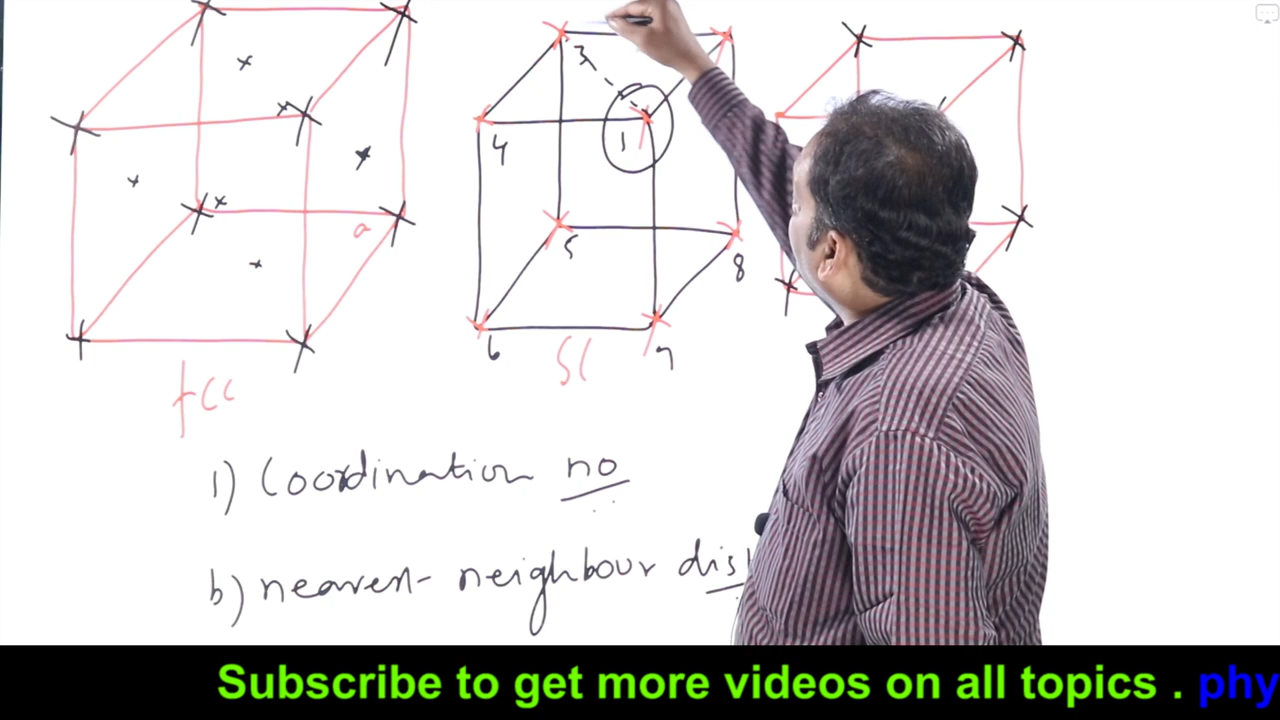 3
4
1
a
5
8
6
7
fcc
SC
1) Coordination no
b) nearest- neighbour dist
Subscribe to get more videos on all topics . phy